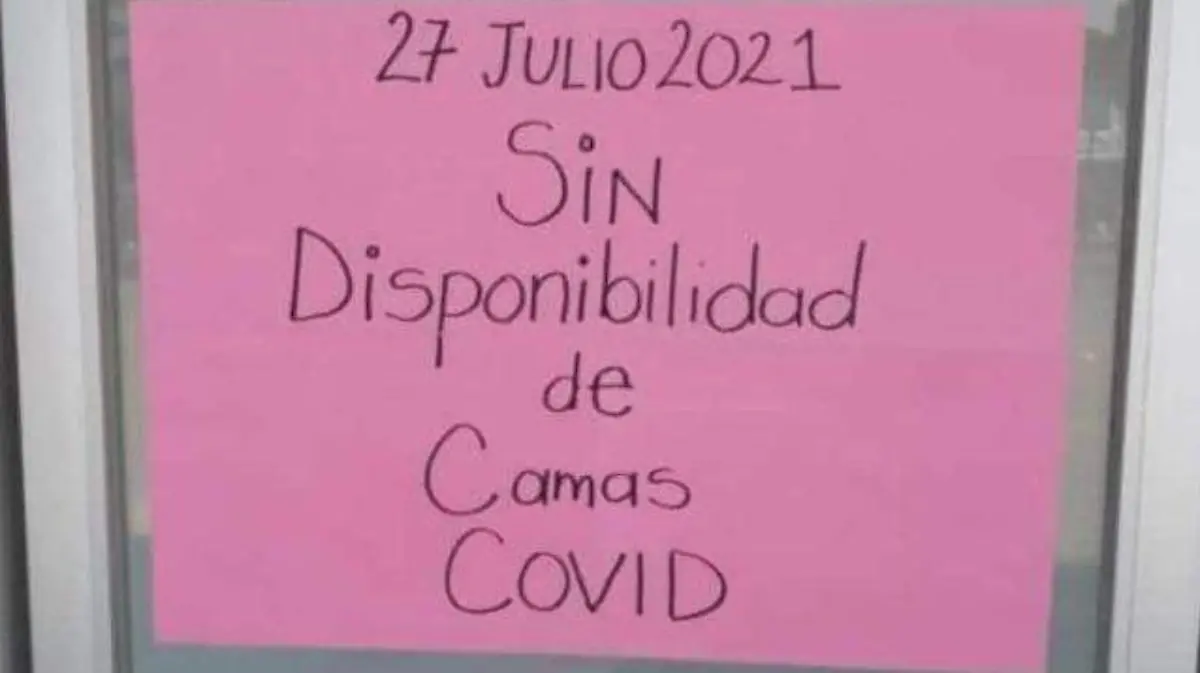 27 JULIO 2021
SiN
Disponibilidad
de
Camas
COVID